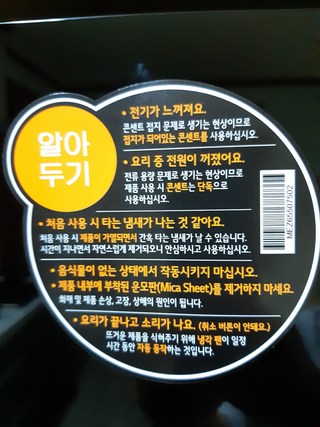 알아
두기
• 전기가 느껴져요.
콘센트 접지 문제로 생기는 현상이므로
접지가 되어있는 콘센트를 사용하십시오.
• 요리 중 전원이 꺼졌어요.
전류 용량 문제로 생기는 현상이므로
제품 사용 시 콘센트는 단독으로
사용하십시오.
• 처음 사용 시 타는 냄새가 나는 것 같아요.
처음 사용 시 제품이 가열되면서 간혹 타는 냄새가 날 수 있습니다.
시간이 지나면서 자연스럽게 제거되오니 안심하시고 사용하십시오.
• 음식물이 없는 상태에서 작동시키지 마십시오.
• 제품 내부에 부착된 운모판(Mica Sheet)를 제거하지 마세요.
화재 및 제품 손상, 고장, 상해의 원인이 됩니다.
• 요리가 끝나고 소리가 나요. (취소 버튼이 안돼요.)
뜨거운 제품을 식혀주기 위해 냉각 팬이 일정
시간 동안 자동 동작하는 것입니다.
MEZ65507502